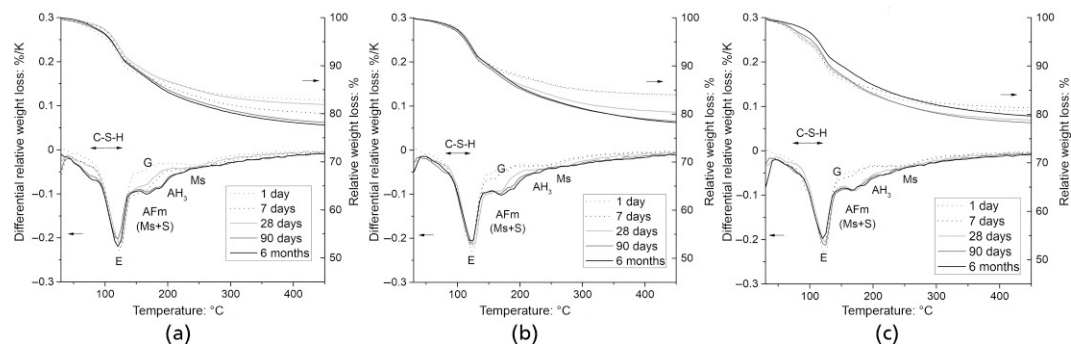 0.3
0.2
0.1
0
–0.1
–0.2
–0.3
Differential relative weight loss: %/K
100
90
80
70
60
50
Relative weight loss: %
C-S-H
G
Ms
AH3
AFm
(Ms+S)
E
1 day
7 days
28 days
90 days
6 months
100 200 300 400
Temperature: °C
(a)
0.3
0.2
0.1
0
–0.1
–0.2
–0.3
Differential relative weight loss: %/K
100
90
80
70
60
50
Relative weight loss: %
C-S-H
G
Ms
AH3
AFm
(Ms+S)
E
1 day
7 days
28 days
90 days
6 months
100 200 300 400
Temperature: °C
(b)
0.3
0.2
0.1
0
–0.1
–0.2
–0.3
Differential relative weight loss: %/K
100
90
80
70
60
50
Relative weight loss: %
C-S-H
G
Ms
AH3
AFm
(Ms+S)
E
1 day
7 days
28 days
90 days
6 months
100 200 300 400
Temperature: °C
(c)